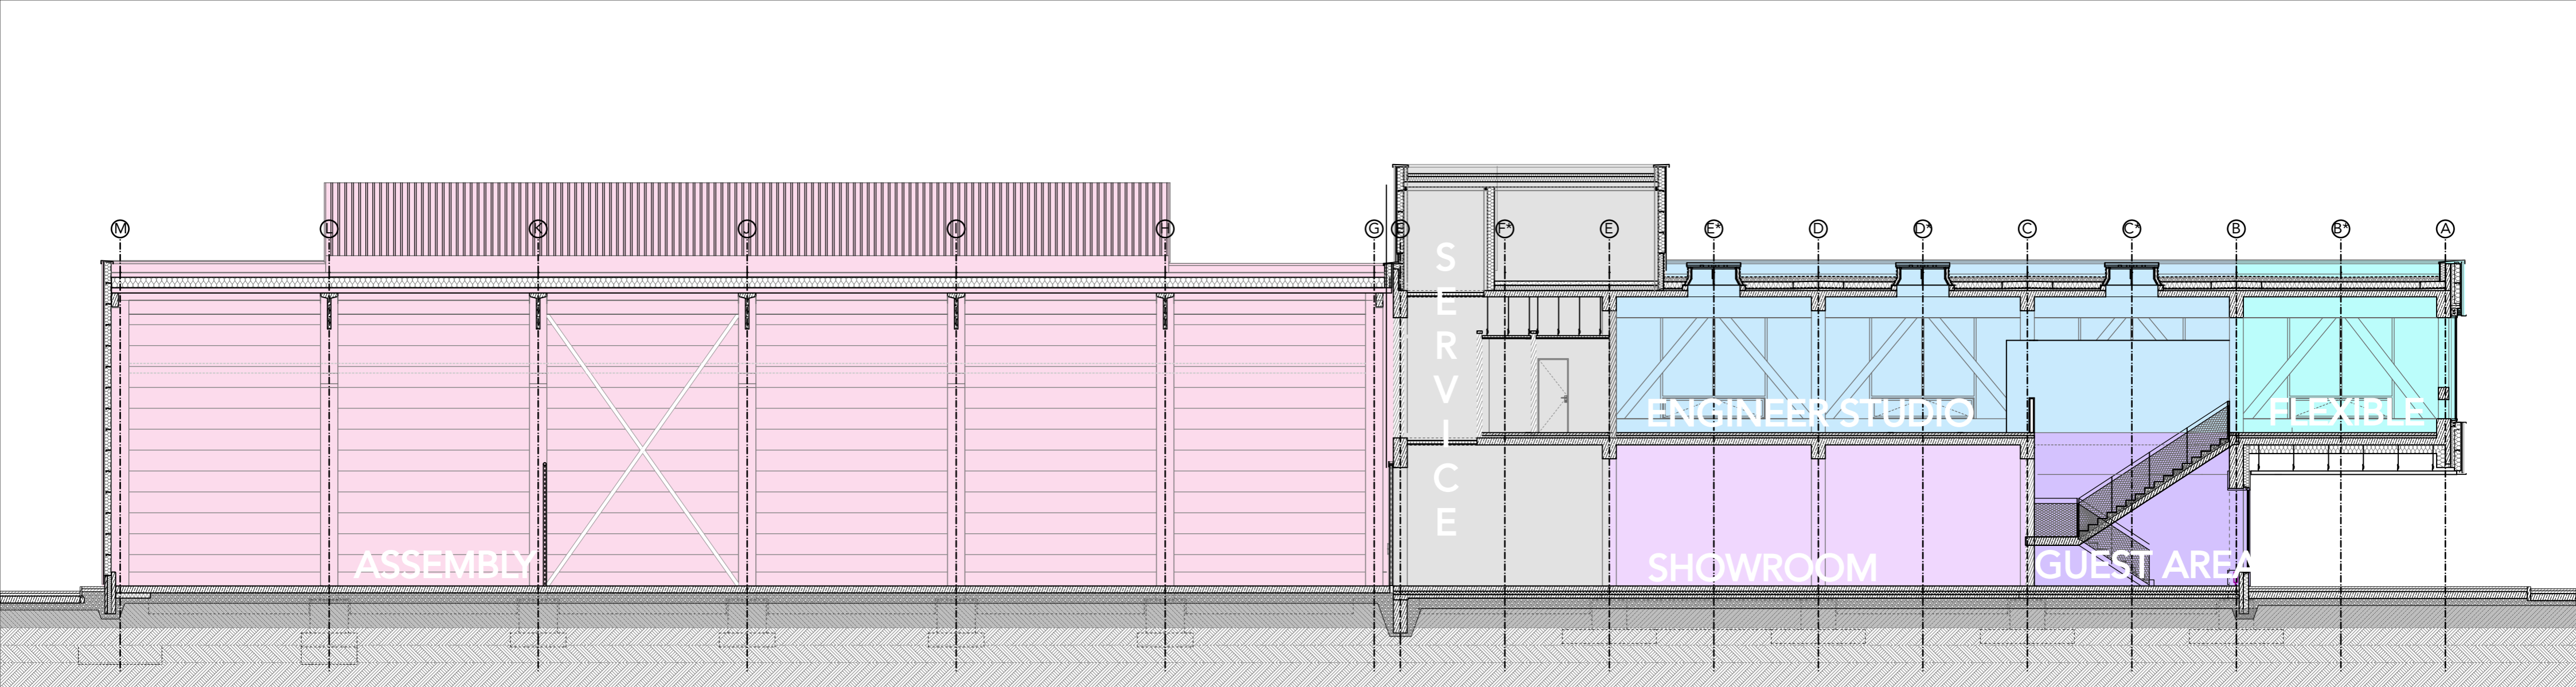 M L K J I H G F* E E* D D* C C* B B* A
SERVICE
ENGINEER STUDIO
FLEXIBLE
ASSEMBLY
SHOWROOM
GUEST AREA